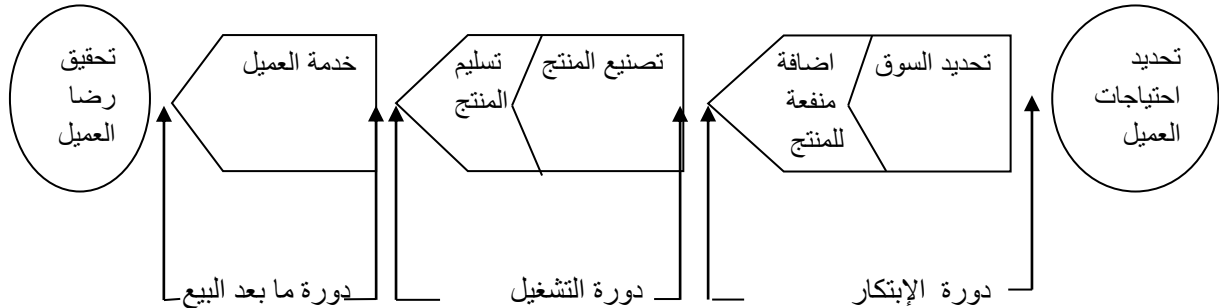 تحديد
احتياجات
العميل
تحديد السوق
اضافة
منفعة
للمنتج
تصنيع المنتج
تسليم
المنتج
خدمة العميل
تحقيق
رضا
العميل
دورة الإبتكار
دورة التشغيل
دورة ما بعد البيع